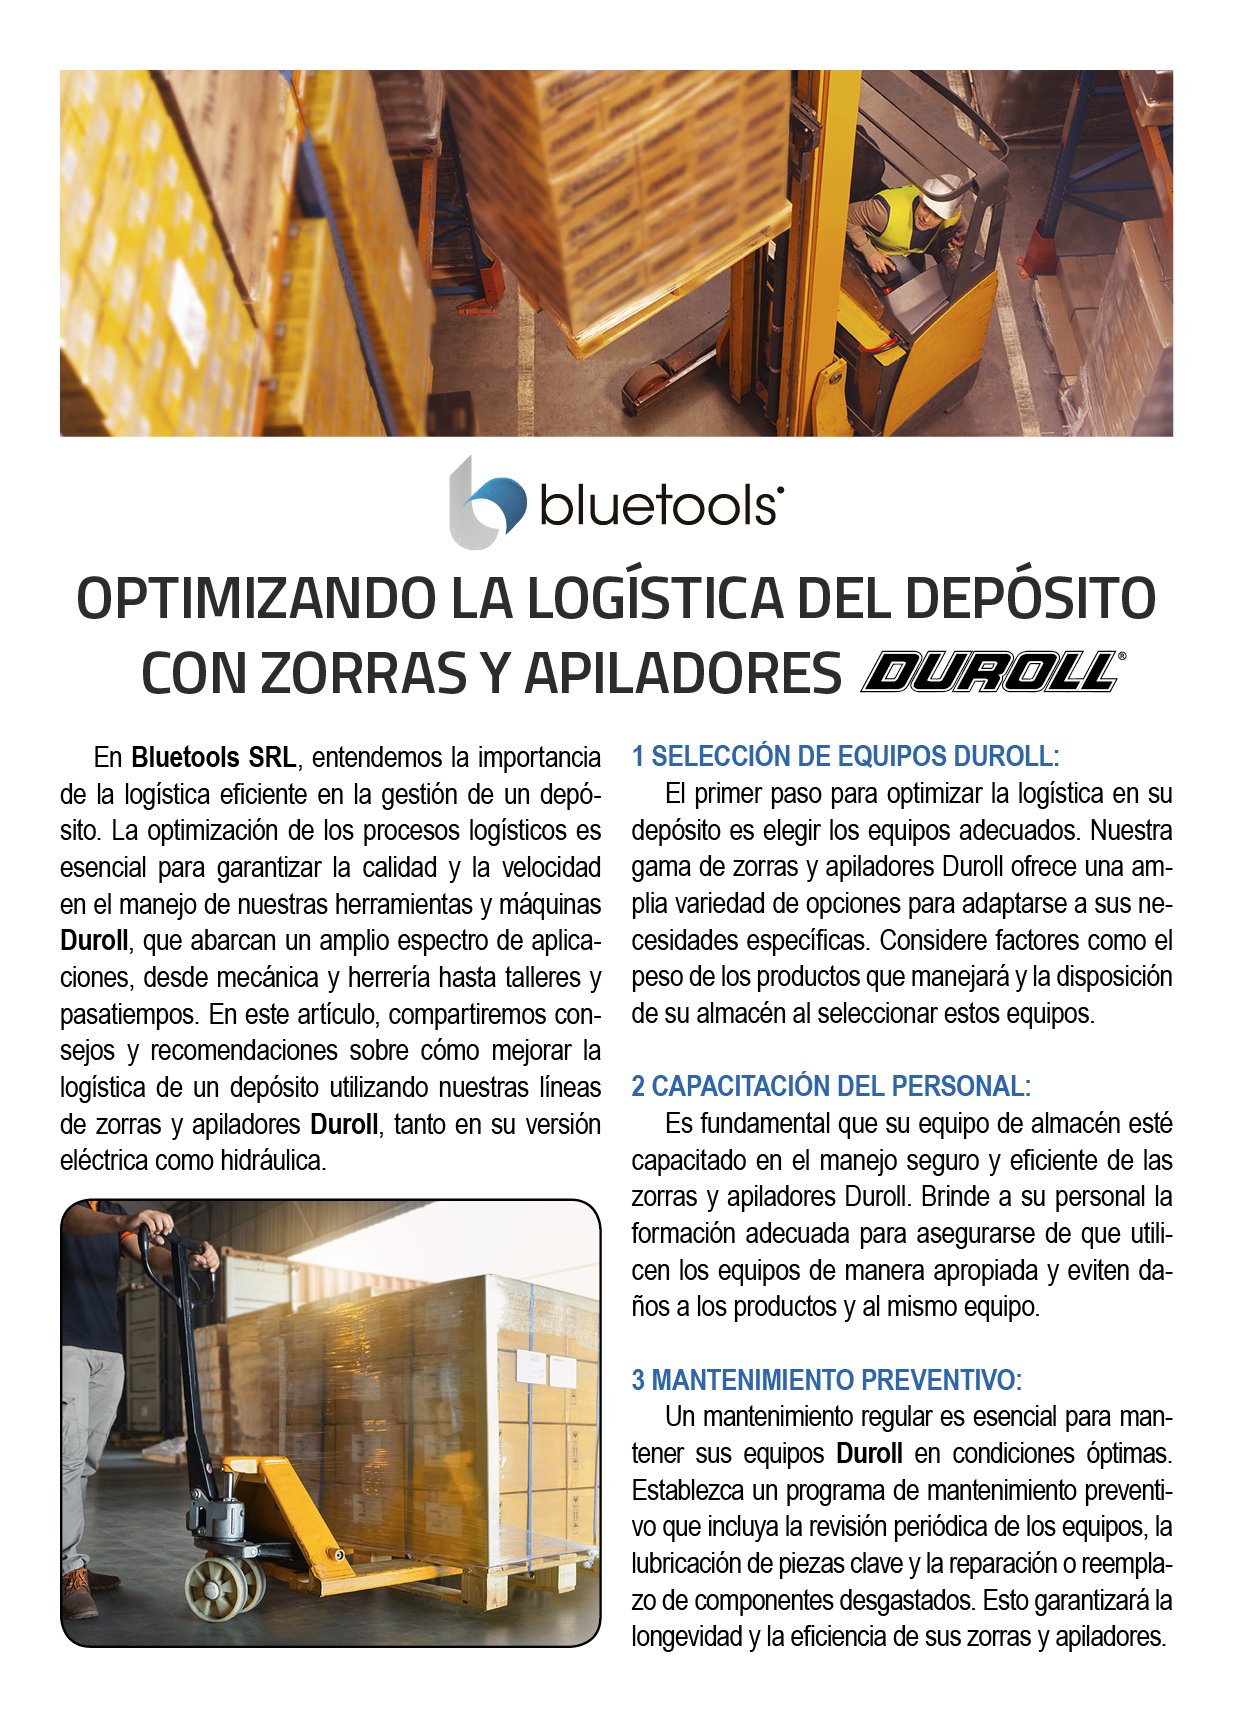 bluetools
OPTIMIZANDO LA LOGÍSTICA DEL DEPÓSITO
CON ZORRAS Y APILADORES DUROLL®
En Bluetools SRL, entendemos la importancia
de la logística eficiente en la gestión de un depó-
sito. La optimización de los procesos logísticos es
esencial para garantizar la calidad y la velocidad
en el manejo de nuestras herramientas y máquinas
Duroll, que abarcan un amplio espectro de aplica-
ciones, desde mecánica y herrería hasta talleres y
pasatiempos. En este artículo, compartiremos con-
sejos y recomendaciones sobre cómo mejorar la
logística de un depósito utilizando nuestras líneas
de zorras y apiladores Duroll, tanto en su versión
eléctrica como hidráulica.
1 SELECCIÓN DE EQUIPOS DUROLL:
El primer paso para optimizar la logística en su
depósito es elegir los equipos adecuados. Nuestra
gama de zorras y apiladores Duroll ofrece una am-
plia variedad de opciones para adaptarse a sus ne-
cesidades específicas. Considere factores como el
peso de los productos que manejará y la disposición
de su almacén al seleccionar estos equipos.
2 CAPACITACIÓN DEL PERSONAL:
Es fundamental que su equipo de almacén esté
capacitado en el manejo seguro y eficiente de las
zorras y apiladores Duroll. Brinde a su personal la
formación adecuada para asegurarse de que utili-
cen los equipos de manera apropiada y eviten da-
ños a los productos y al mismo equipo.
3 MANTENIMIENTO PREVENTIVO:
Un mantenimiento regular es esencial para man-
tener sus equipos Duroll en condiciones óptimas.
Establezca un programa de mantenimiento preventi-
vo que incluya la revisión periódica de los equipos, la
lubricación de piezas clave y la reparación o reempla-
zo de componentes desgastados. Esto garantizará la
longevidad y la eficiencia de sus zorras y apiladores.